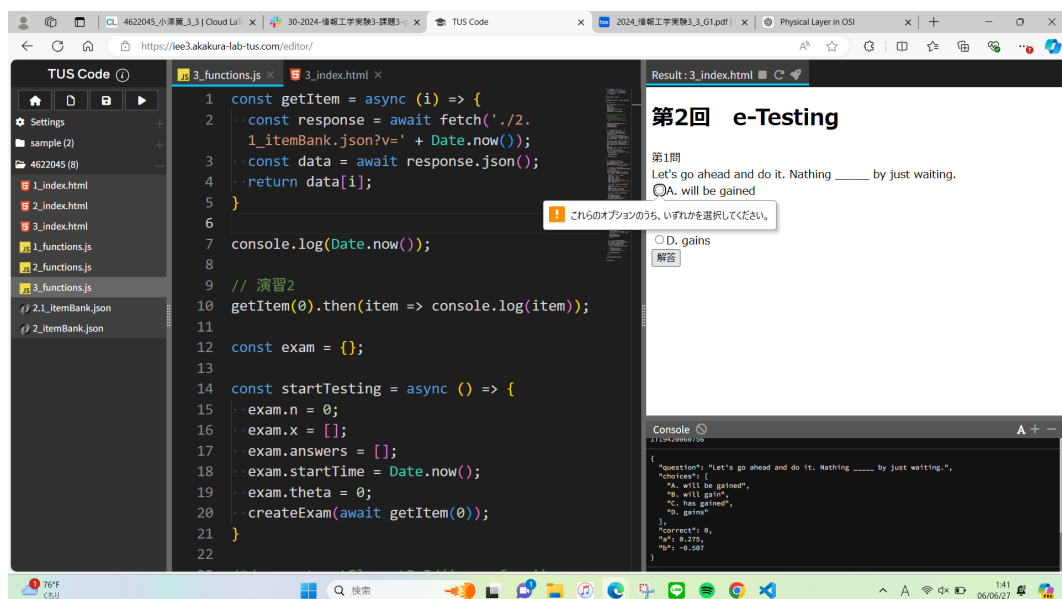 CL 4622045_小澤翼_3_3 | Cloud La
30-2024-情報工学実験3-課題3-
TUS Code
2024_情報工学実験3_3_G1.pdf |
Physical Layer in OSI
https://iee3.akakura-lab-tus.com/editor/
TUS Code
Settings
sample (2)
4622045 (8)
1_index.html
2_index.html
3_index.html
1_functions.js
2_functions.js
3_functions.js
2.1_itemBank.json
2_itemBank.json
3_functions.js
3_index.html
1 const getItem = async (i) => {
2 const response = await fetch('./2.
1_itemBank.json?v=' + Date.now());
3 const data = await response.json();
4 return data[i];
5 }
6
7 console.log(Date.now());
8
9 // 演習2
10 getItem(0).then(item => console.log(item));
11
12 const exam = {};
13
14 const startTesting = async () => {
15 exam.n = 0;
16 exam.x = [];
17 exam.answers = [];
18 exam.startTime = Date.now();
19 exam.theta = 0;
20 createExam(await getItem(0));
21 }
22
Result : 3_index.html
第2回 e-Testing
第1問
Let's go ahead and do it. Nathing _____ by just waiting.
A. will be gained
これらのオプションのうち、いずれかを選択してください。
D. gains
解答
Console
A + −
{
"question": "Let's go ahead and do it. Nathing _____ by just waiting.",
"choices": [
"A. will be gained",
"B. will gain",
"C. has gained",
"D. gains"
],
"correct": 0,
"a": 0.275,
"b": -0.507
}
1
76°F
くもり
検索
1
A
1:41
06/06/27